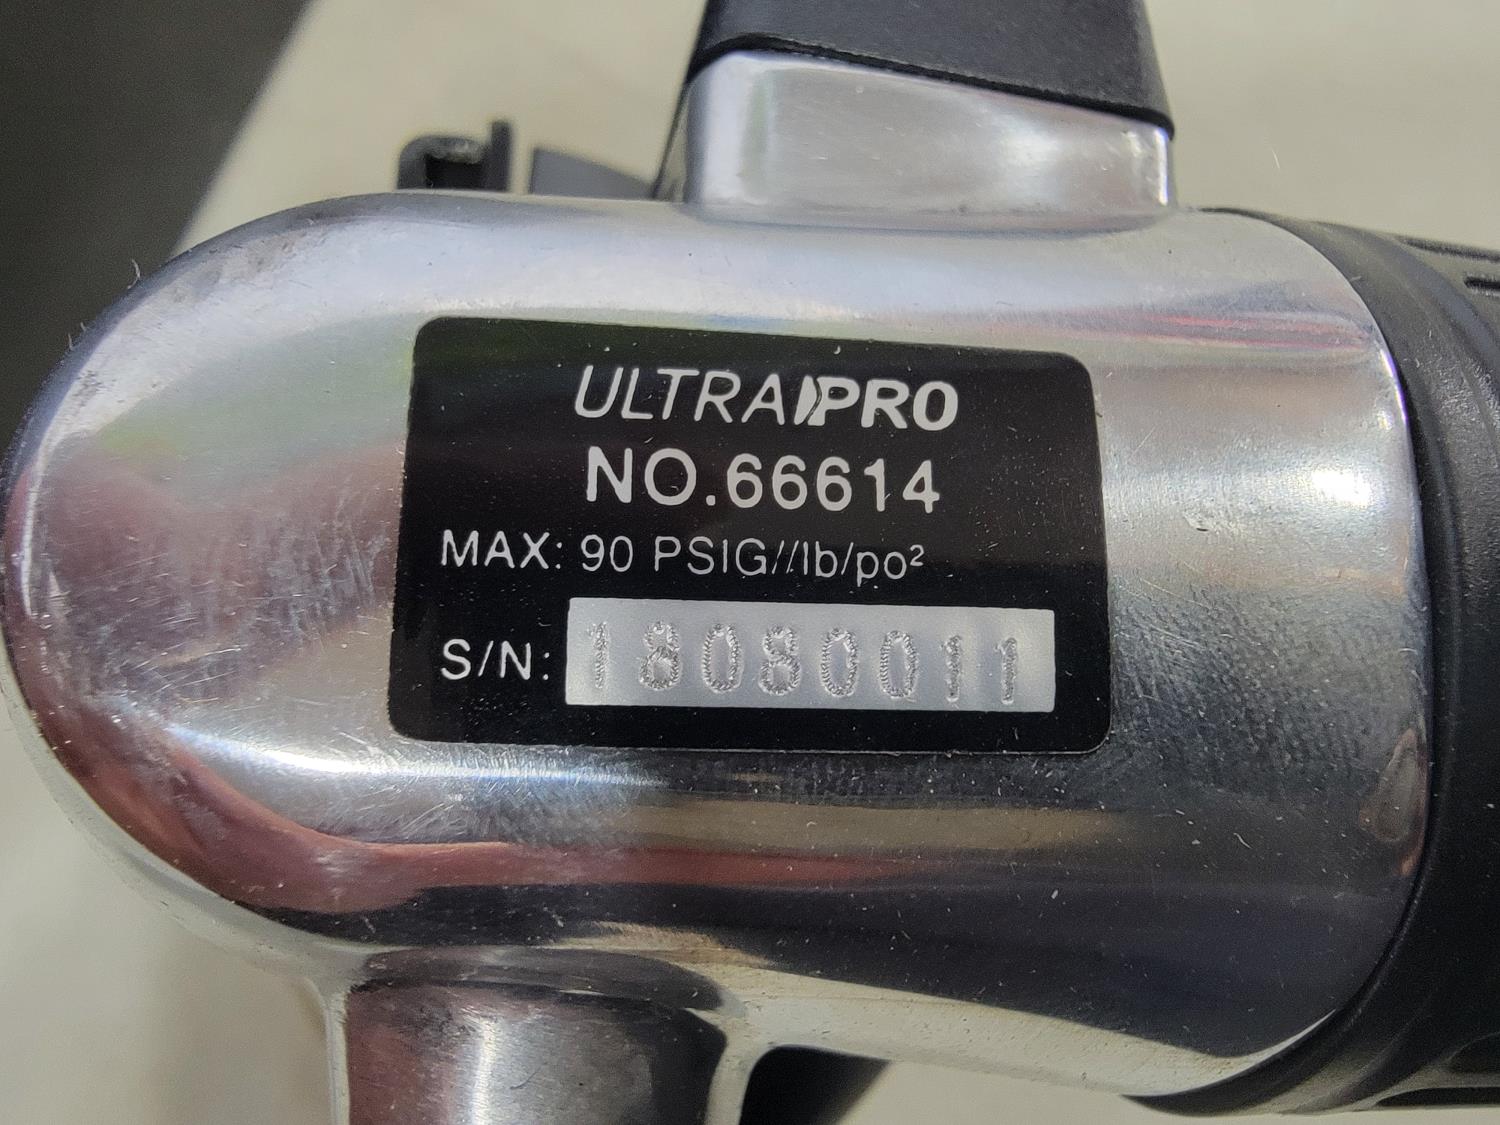 ULTRAPRO
NO.66614
MAX: 90 PSIG//lb/po²
S/N: 18080011